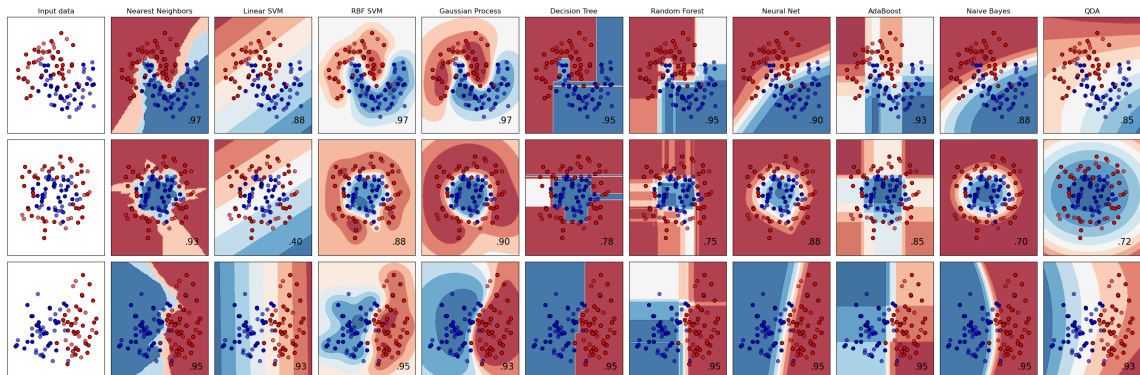 Input data Nearest Neighbors Linear SVM RBF SVM Gaussian Process Decision Tree Random Forest Neural Net AdaBoost Naive Bayes QDA
.97 .88 .97 .97 .95 .95 .90 .93 .88 .85
.93 .40 .88 .90 .78 .75 .88 .85 .70 .72
.95 .93 .95 .93 .95 .95 .95 .95 .95 .93